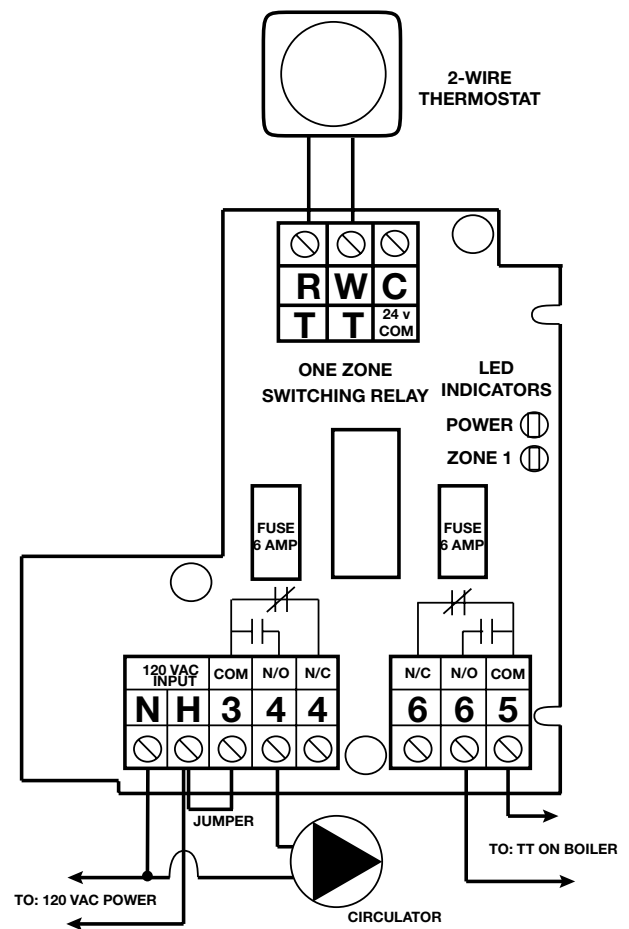 2-WIRE
THERMOSTAT
R W C
T T 24 v
COM
ONE ZONE
SWITCHING RELAY
LED
INDICATORS
POWER
ZONE 1
FUSE
6 AMP
FUSE
6 AMP
120 VAC
INPUT
COM N/O N/C
N H 3 4 4
N/C N/O COM
6 6 5
JUMPER
TO: TT ON BOILER
TO: 120 VAC POWER
CIRCULATOR